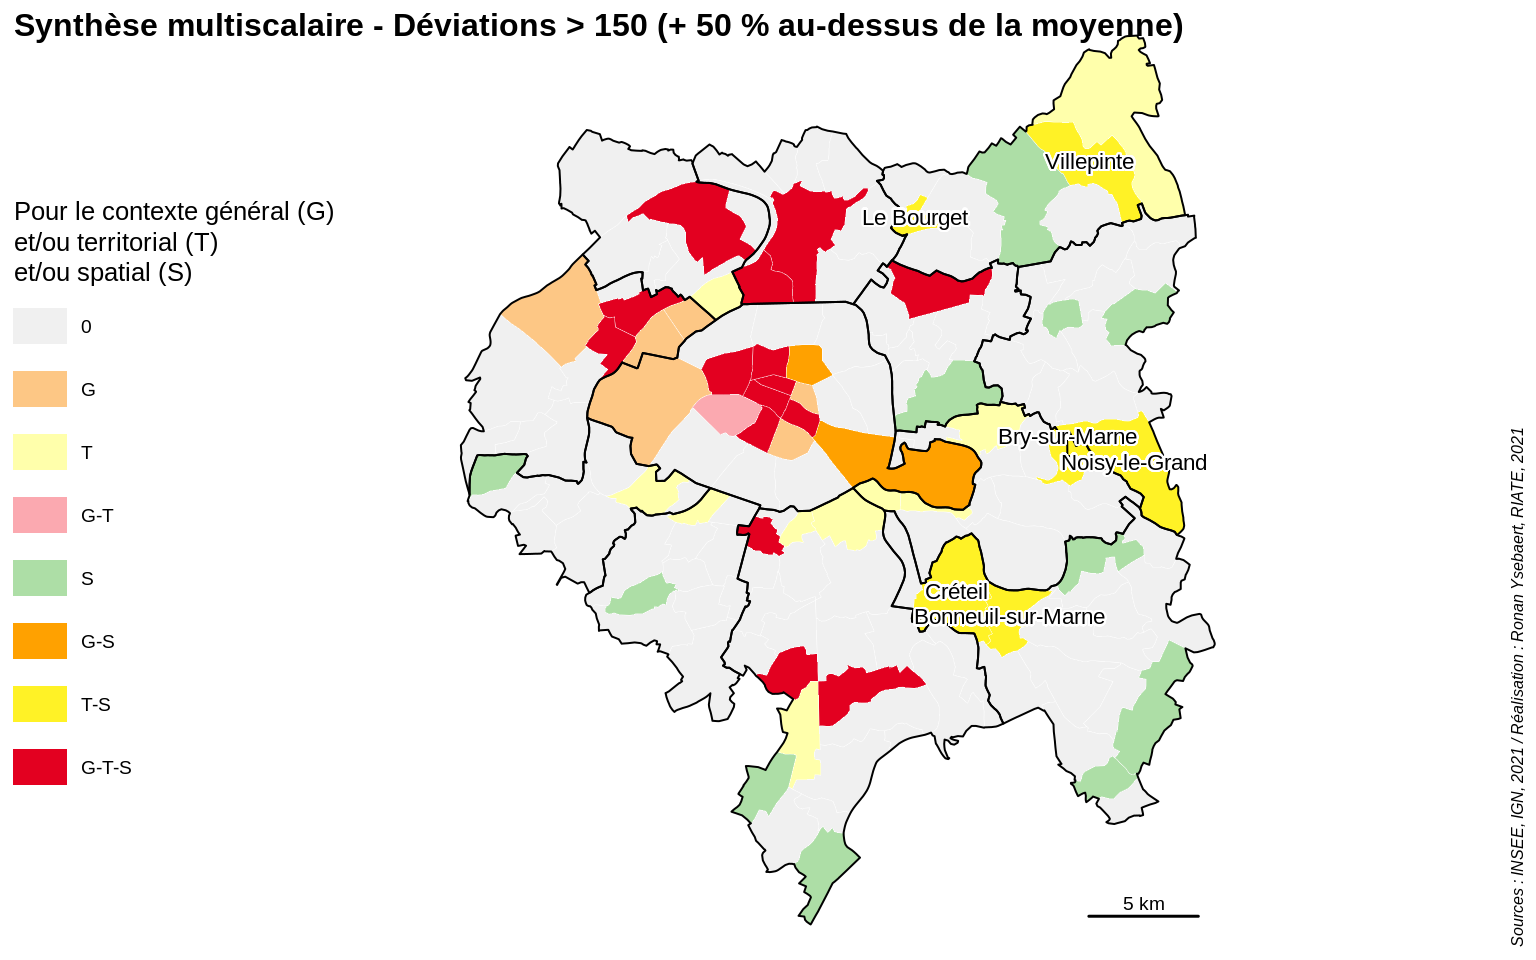 Synthèse multiscalaire - Déviations > 150 (+ 50 % au-dessus de la moyenne)
Pour le contexte général (G)
et/ou territorial (T)
et/ou spatial (S)
0
G
T
G-T
S
G-S
T-S
G-T-S
Villepinte
Le Bourget
Bry-sur-Marne
Noisy-le-Grand
Créteil
Bonneuil-sur-Marne
5 km
Sources : INSEE, IGN, 2021 / Réalisation : Ronan Ysebaert, RIATE, 2021